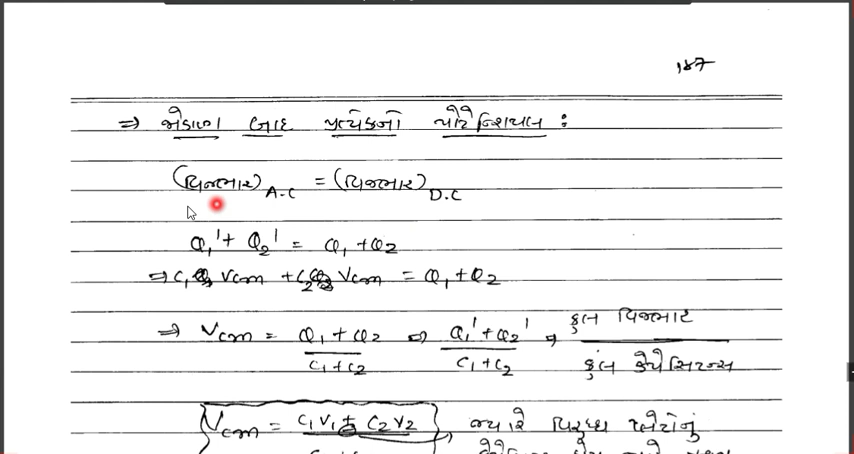 187
⇒ જોડાણ બાદ પ્રત્યેકનો પોટેન્શિયલ :
(વિજભાર)A.C = (વિજભાર)D.C
Q₁' + Q₂' = Q₁ + Q₂
⇒ C₁ Vcm + C₂ Vcm = Q₁ + Q₂
⇒ Vcm = Q₁ + Q₂ / C₁ + C₂ ⇒ Q₁' + Q₂' / C₁ + C₂ ⇒ કુલ વિજભાર / કુલ કેપેસિટન્સ
Vcm = C₁V₁ ± C₂V₂ જ્યારે વિરુધ્ધ પ્લેટોનું